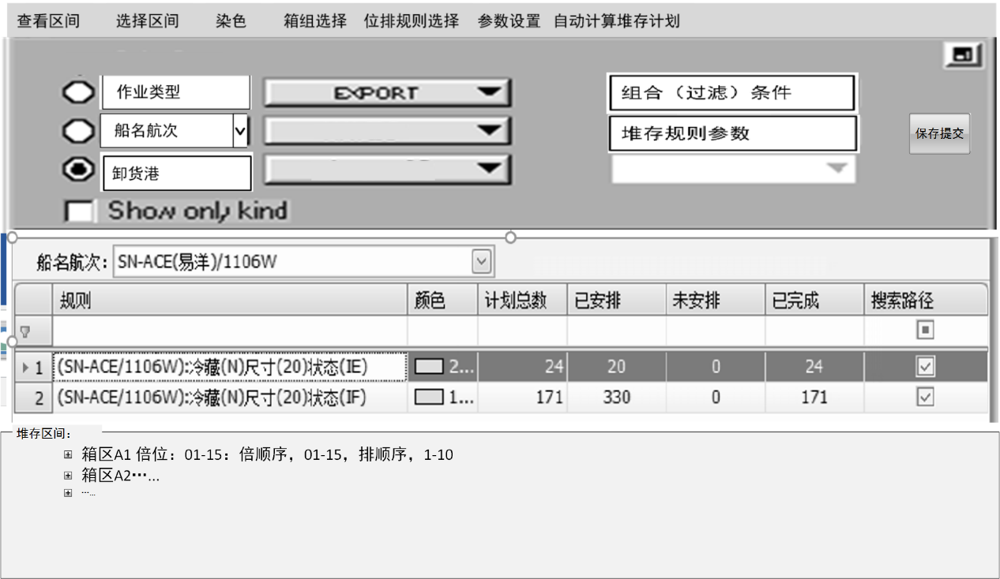 查看区间 选择区间 染色 箱组选择 位排规则选择 参数设置 自动计算堆存计划
作业类型 EXPORT 组合（过滤）条件
船名航次 堆存规则参数 保存提交
卸货港
Show only kind
船名航次: SN-ACE(易洋)/1106W
规则 颜色 计划总数 已安排 未安排 已完成 搜索路径
1 (SN-ACE/1106W):冷藏(N)尺寸(20)状态(IE) 2... 24 20 0 24
2 (SN-ACE/1106W):冷藏(N)尺寸(20)状态(IF) 1... 171 330 0 171
堆存区间：
箱区A1 倍位：01-15：倍顺序，01-15，排顺序，1-10
箱区A2…...
…...